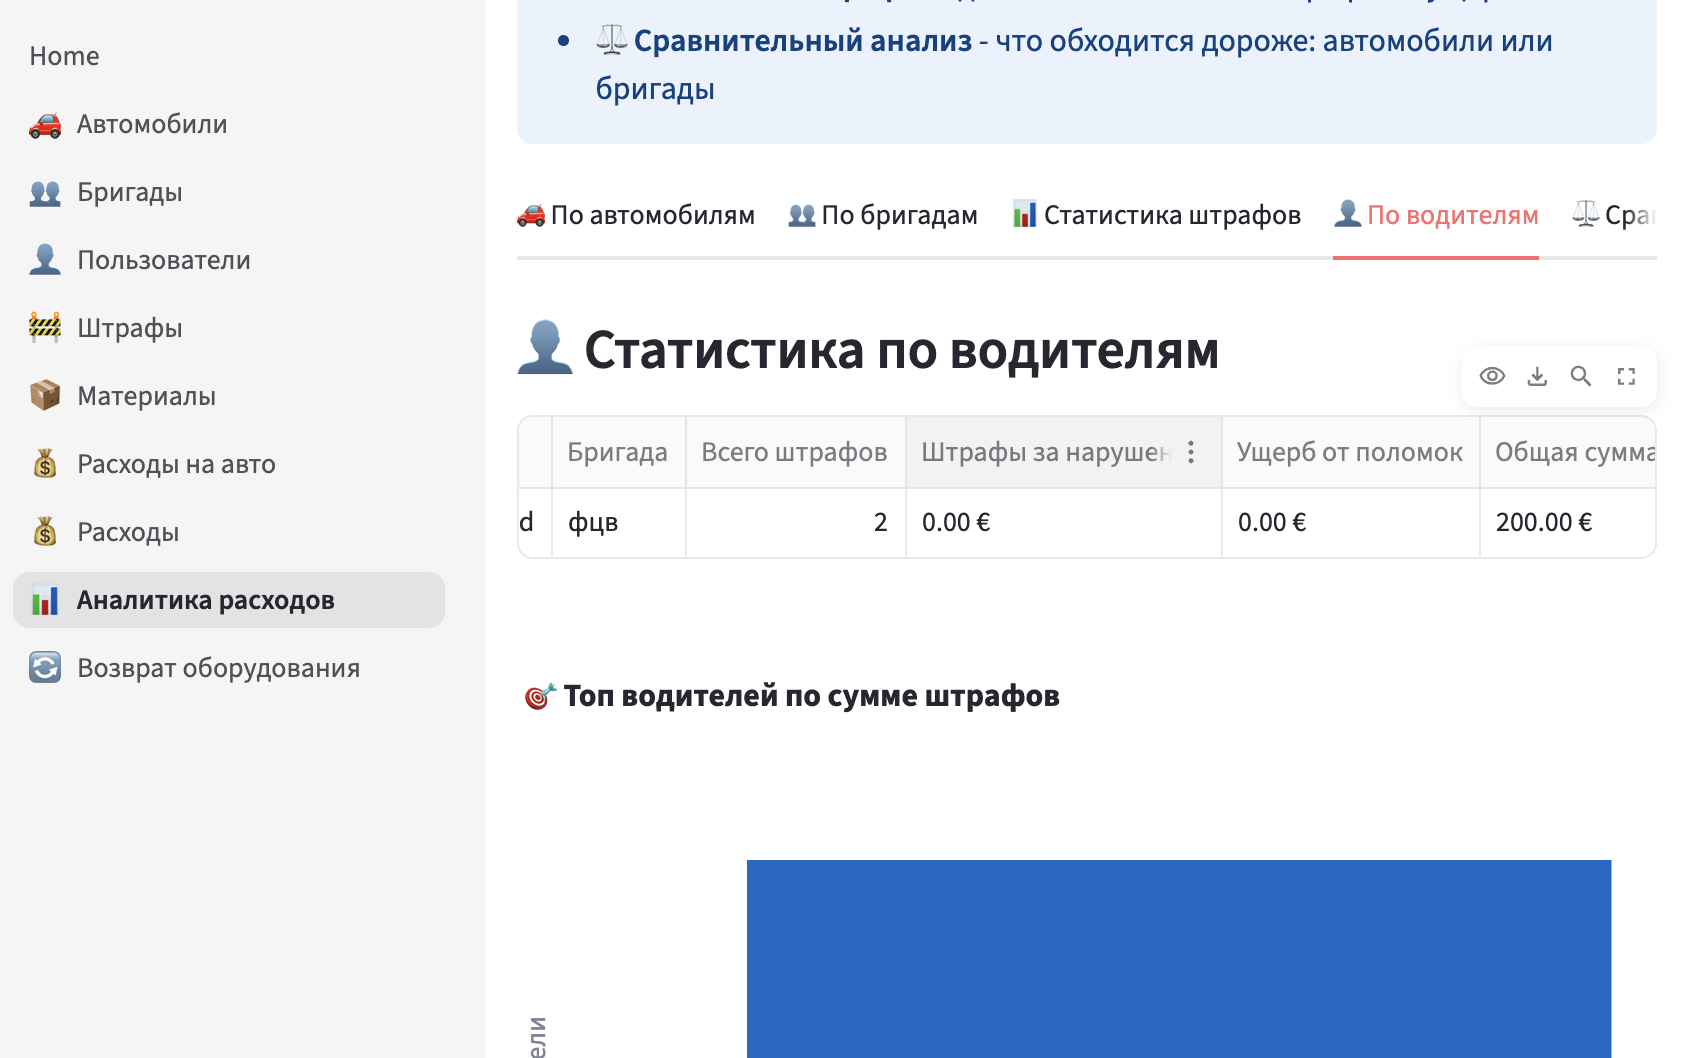 Home
Автомобили
Бригады
Пользователи
Штрафы
Материалы
Расходы на авто
Расходы
Аналитика расходов
Возврат оборудования
Сравнительный анализ - что обходится дороже: автомобили или
бригады
По автомобилям По бригадам Статистика штрафов По водителям Сра
Статистика по водителям
Бригада Всего штрафов Штрафы за нарушен Ущерб от поломок Общая сумма
d фцв 2 0.00 € 0.00 € 200.00 €
Топ водителей по сумме штрафов
ели